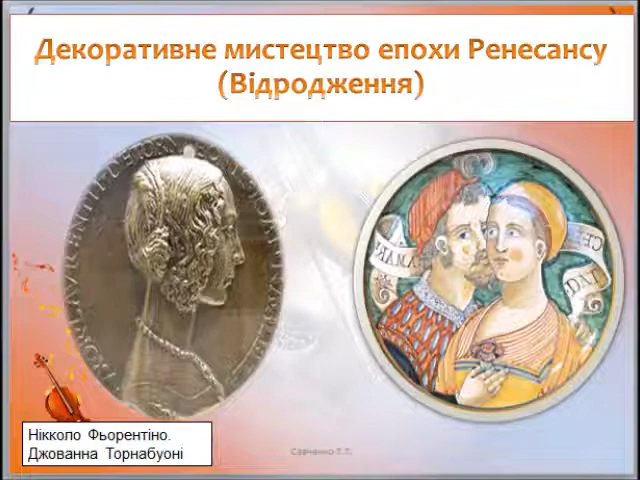 Декоративне мистецтво епохи Ренесансу
(Відродження)
Нікколо Фьорентіно.
Джованна Торнабуоні